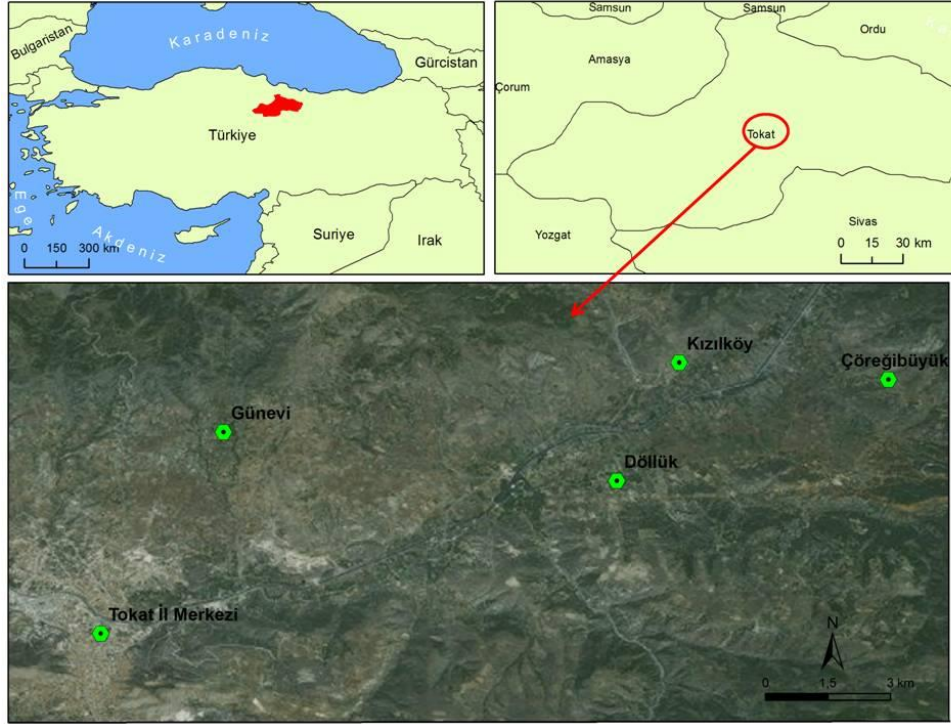 Bulgaristan
Karadeniz
Gürcistan
Türkiye
Ege
Akdeniz
Suriye
Irak
0 150 300 km
Samsun
Samsun
Ordu
Amasya
Çorum
Tokat
Yozgat
Sivas
0 15 30 km
Kızılköy
Çöreğibüyük
Günevi
Döllük
Tokat İl Merkezi
N
0 1,5 3 km